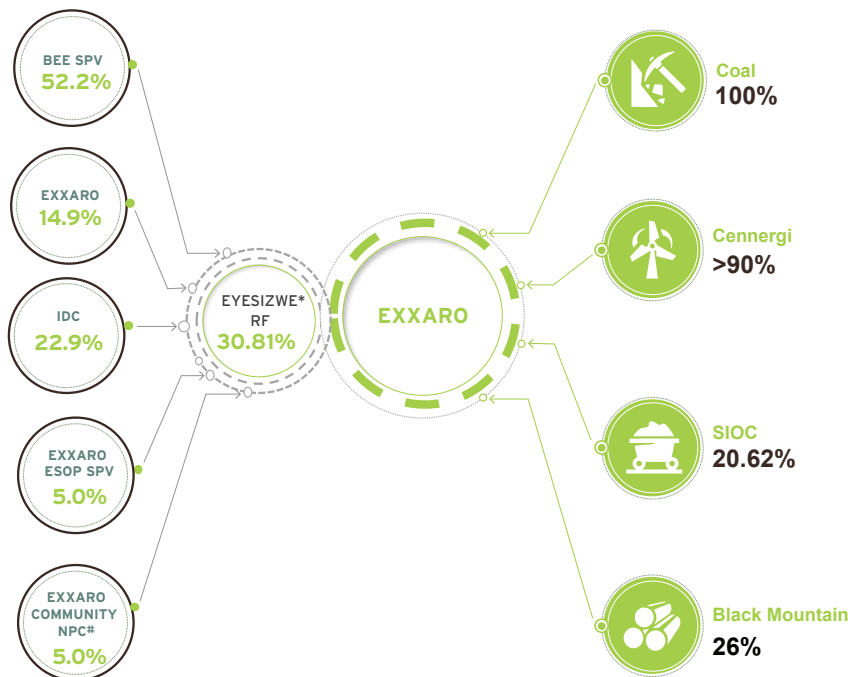 BEE SPV
52.2%
EXXARO
14.9%
IDC
22.9%
EXXARO
ESOP SPV
5.0%
EXXARO
COMMUNITY
NPC#
5.0%
EYESIZWE*
RF
30.81%
EXXARO
Coal
100%
Cennergi
>90%
SIOC
20.62%
Black Mountain
26%